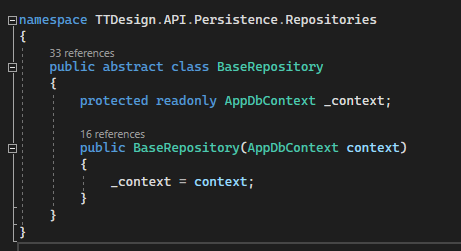 namespace TTDesign.API.Persistence.Repositories
{
33 references
public abstract class BaseRepository
{
protected readonly AppDbContext _context;
16 references
public BaseRepository(AppDbContext context)
{
_context = context;
}
}
}